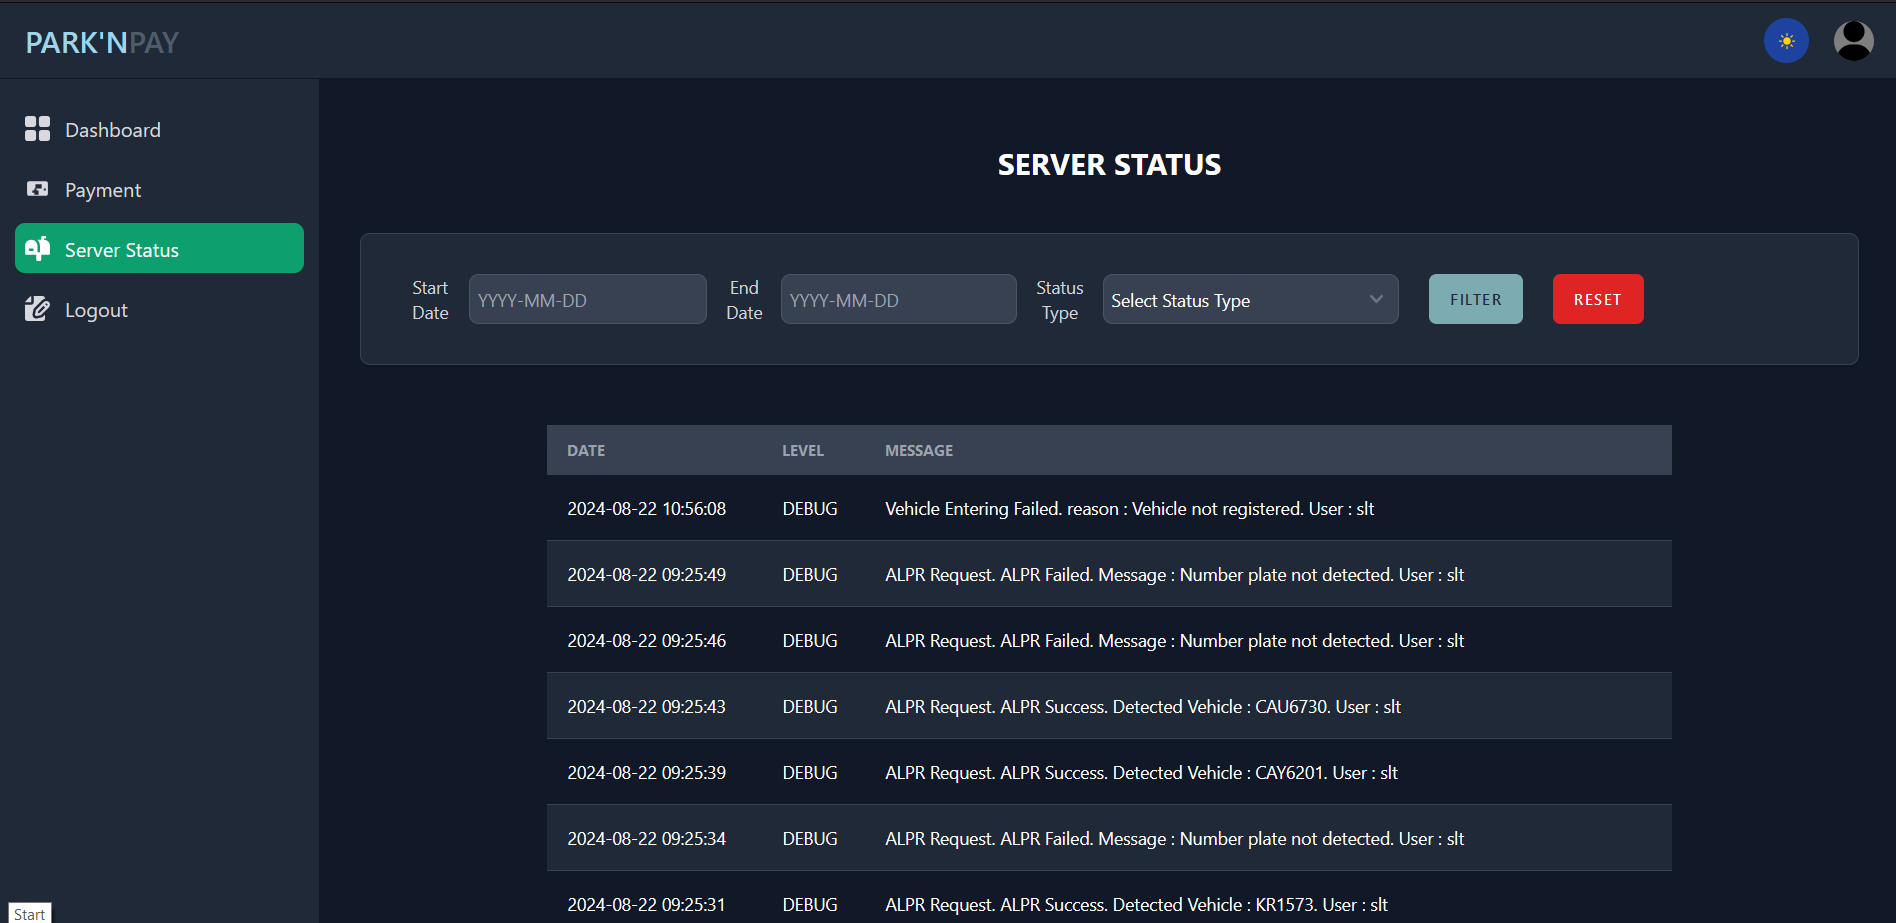 PARK'NPAY
Dashboard
Payment
Server Status
Logout
SERVER STATUS
Start
Date
YYYY-MM-DD
End
Date
YYYY-MM-DD
Status
Type
Select Status Type
FILTER
RESET
DATE LEVEL MESSAGE
2024-08-22 10:56:08 DEBUG Vehicle Entering Failed. reason : Vehicle not registered. User : slt
2024-08-22 09:25:49 DEBUG ALPR Request. ALPR Failed. Message : Number plate not detected. User : slt
2024-08-22 09:25:46 DEBUG ALPR Request. ALPR Failed. Message : Number plate not detected. User : slt
2024-08-22 09:25:43 DEBUG ALPR Request. ALPR Success. Detected Vehicle : CAU6730. User : slt
2024-08-22 09:25:39 DEBUG ALPR Request. ALPR Success. Detected Vehicle : CAY6201. User : slt
2024-08-22 09:25:34 DEBUG ALPR Request. ALPR Failed. Message : Number plate not detected. User : slt
2024-08-22 09:25:31 DEBUG ALPR Request. ALPR Success. Detected Vehicle : KR1573. User : slt
Start